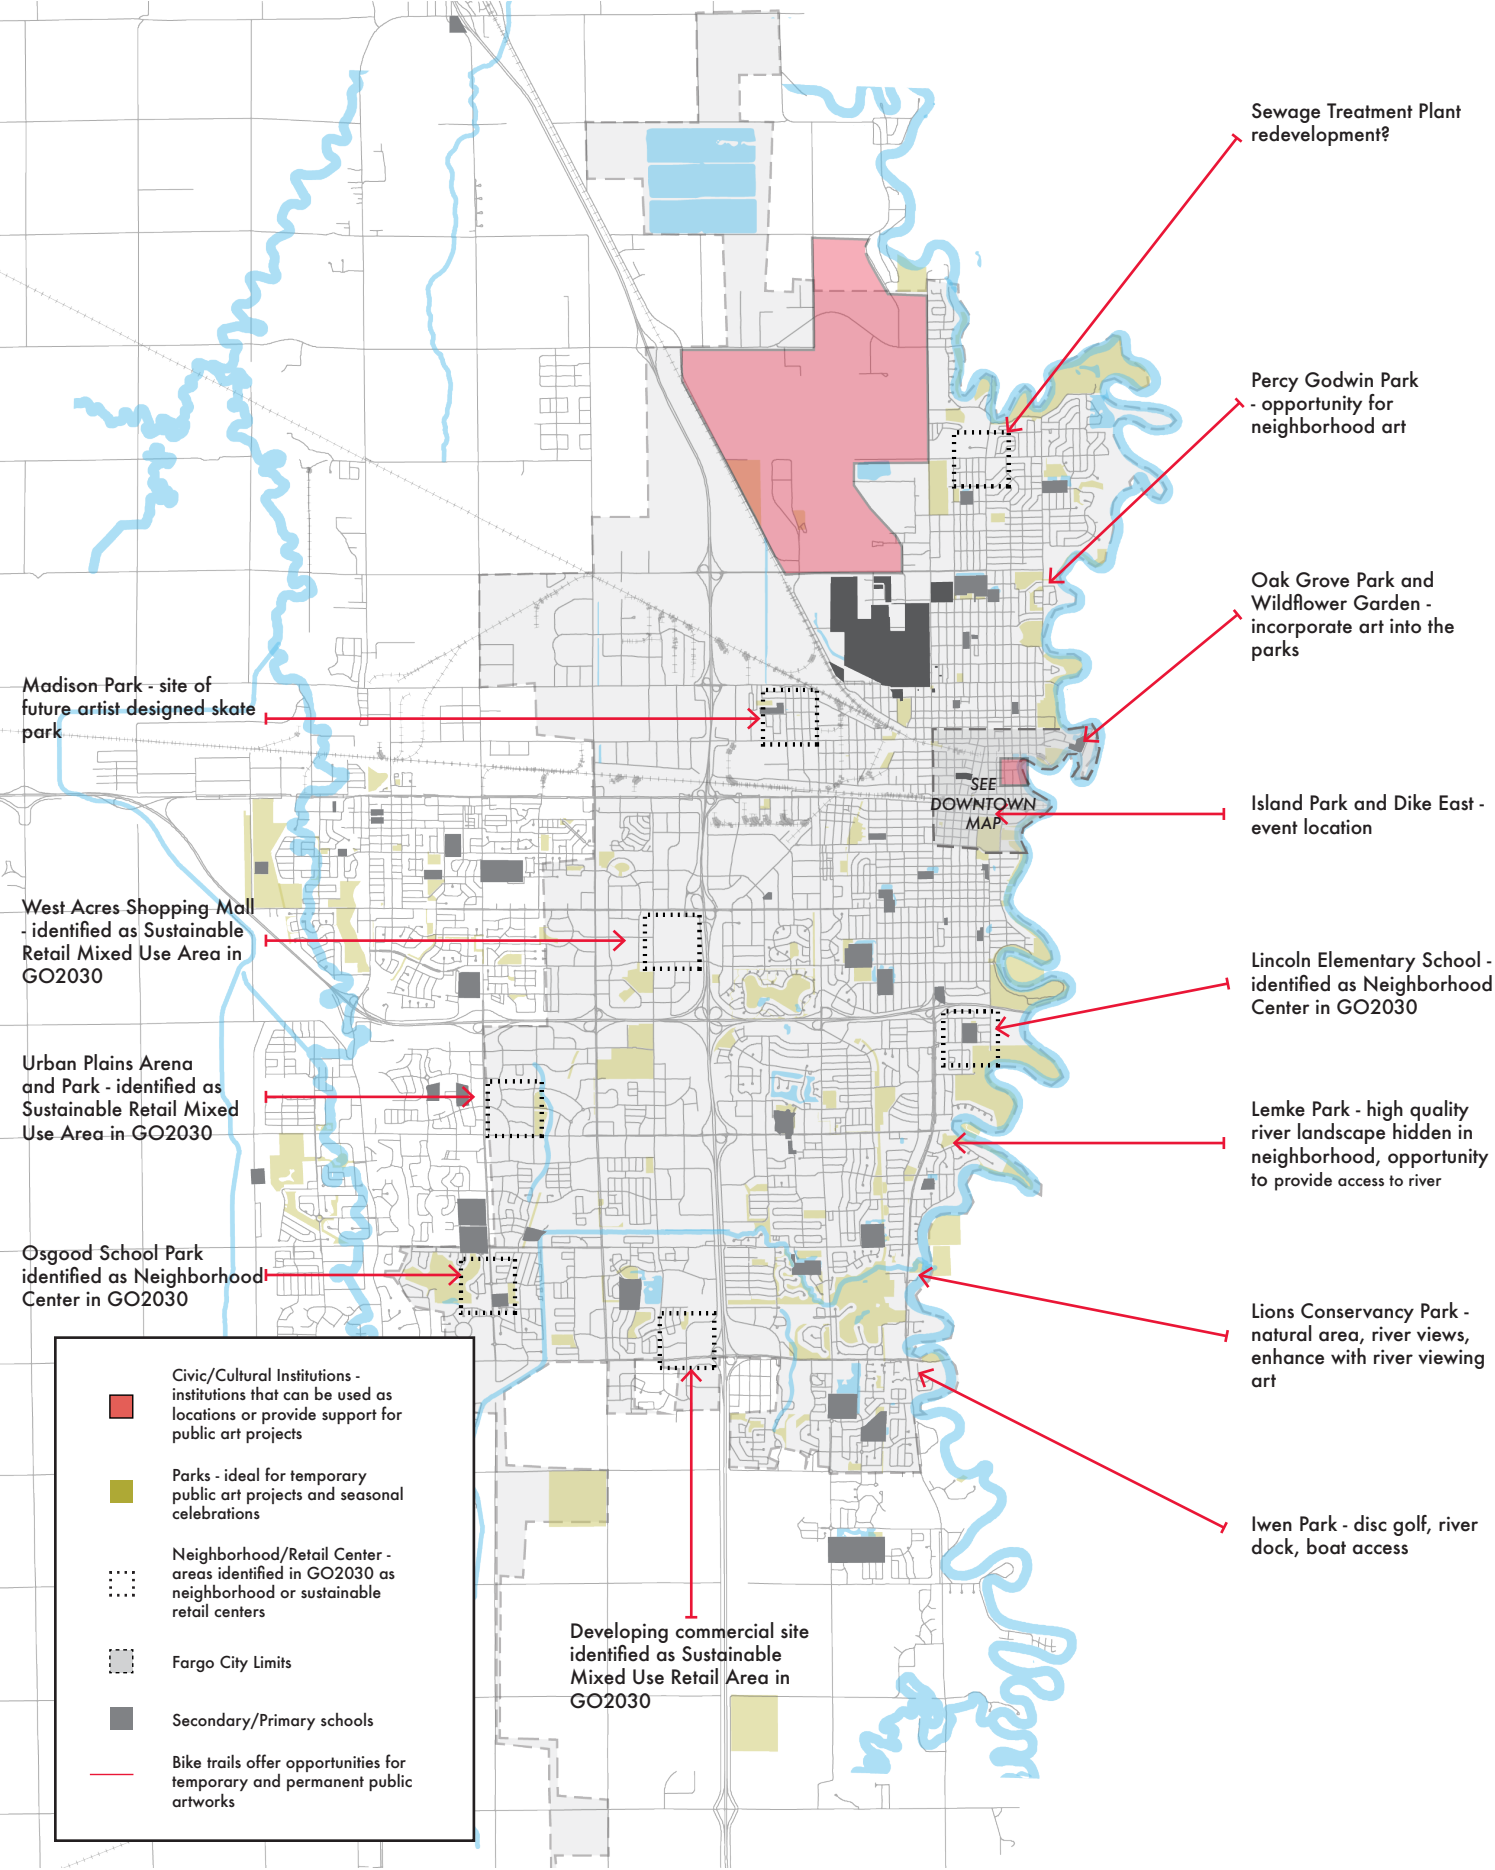 Sewage Treatment Plant
redevelopment?
Percy Godwin Park
- opportunity for
neighborhood art
Oak Grove Park and
Wildflower Garden -
incorporate art into the
parks
Madison Park - site of
future artist designed skate
park
SEE
DOWNTOWN
MAP
Island Park and Dike East -
event location
West Acres Shopping Mall
- identified as Sustainable
Retail Mixed Use Area in
GO2030
Lincoln Elementary School -
identified as Neighborhood
Center in GO2030
Urban Plains Arena
and Park - identified as
Sustainable Retail Mixed
Use Area in GO2030
Lemke Park - high quality
river landscape hidden in
neighborhood, opportunity
to provide access to river
Osgood School Park
identified as Neighborhood
Center in GO2030
Lions Conservancy Park -
natural area, river views,
enhance with river viewing
art
Iwen Park - disc golf, river
dock, boat access
Developing commercial site
identified as Sustainable
Mixed Use Retail Area in
GO2030
Civic/Cultural Institutions -
institutions that can be used as
locations or provide support for
public art projects
Parks - ideal for temporary
public art projects and seasonal
celebrations
Neighborhood/Retail Center -
areas identified in GO2030 as
neighborhood or sustainable
retail centers
Fargo City Limits
Secondary/Primary schools
Bike trails offer opportunities for
temporary and permanent public
artworks